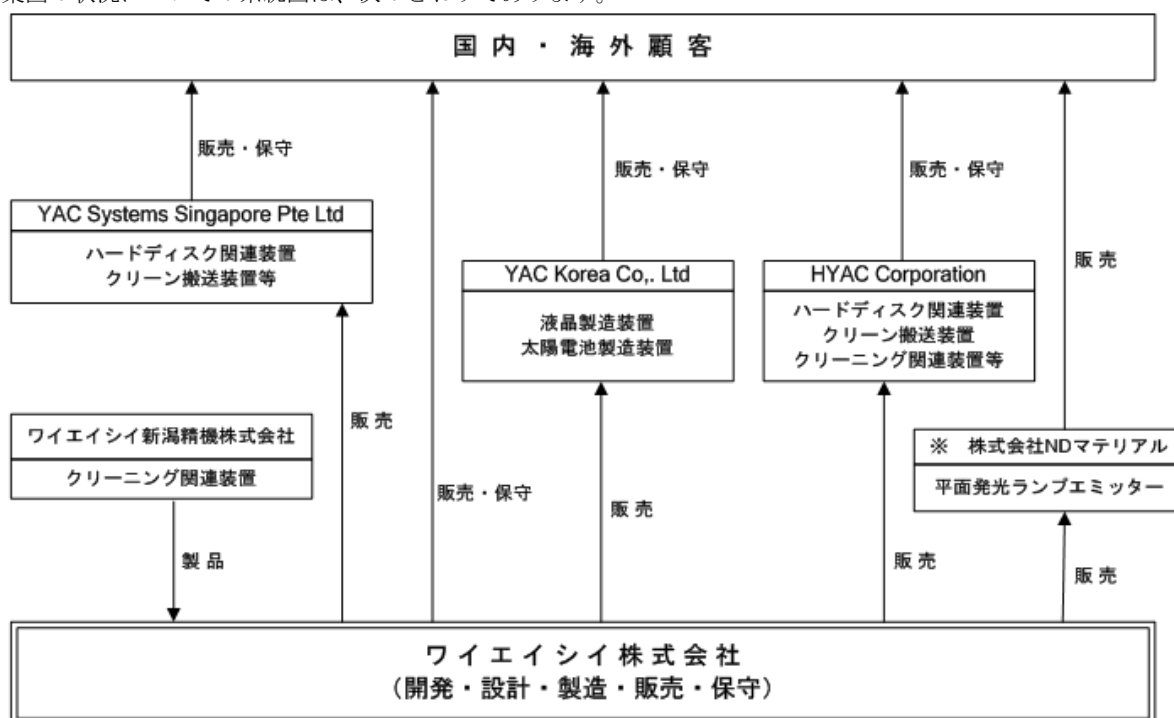 国内・海外顧客
販売・保守
販売・保守
販売・保守
YAC Systems Singapore Pte Ltd
ハードディスク関連装置
クリーン搬送装置等
YAC Korea Co,. Ltd
液晶製造装置
太陽電池製造装置
HYAC Corporation
ハードディスク関連装置
クリーン搬送装置
クリーニング関連装置等
販売
ワイエイシイ新潟精機株式会社
クリーニング関連装置
販売
※ 株式会社NDマテリアル
平面発光ランプエミッター
製品
販売・保守
販売
販売
販売
ワイエイシイ株式会社
（開発・設計・製造・販売・保守）